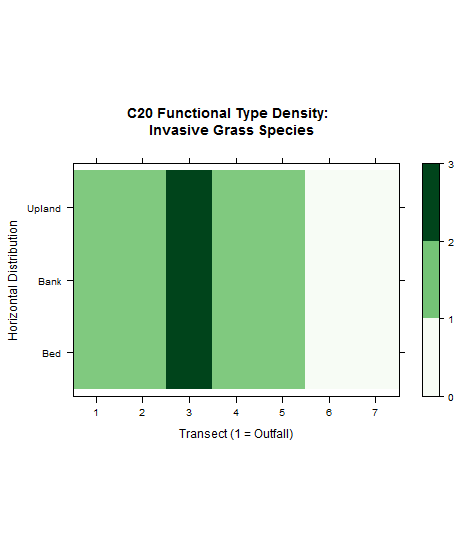 C20 Functional Type Density:
Invasive Grass Species
Horizontal Distribution
Upland
Bank
Bed
1 2 3 4 5 6 7
Transect (1 = Outfall)
3
2
1
0